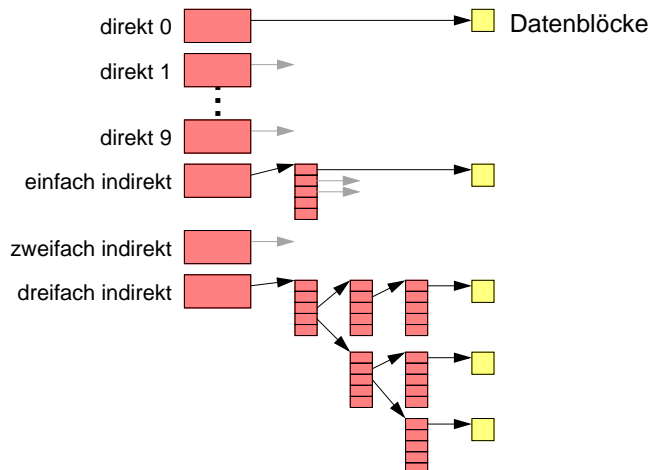 direkt 0
Datenblöcke
direkt 1
direkt 9
einfach indirekt
zweifach indirekt
dreifach indirekt